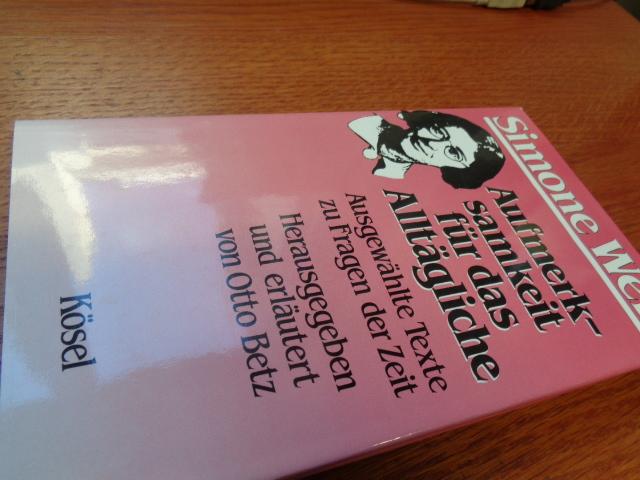 Simone Weil
Aufmerk-
samkeit
für das
Alltägliche
Ausgewählte Texte
zu Fragen der Zeit
Herausgegeben
und erläutert
von Otto Betz
Kösel